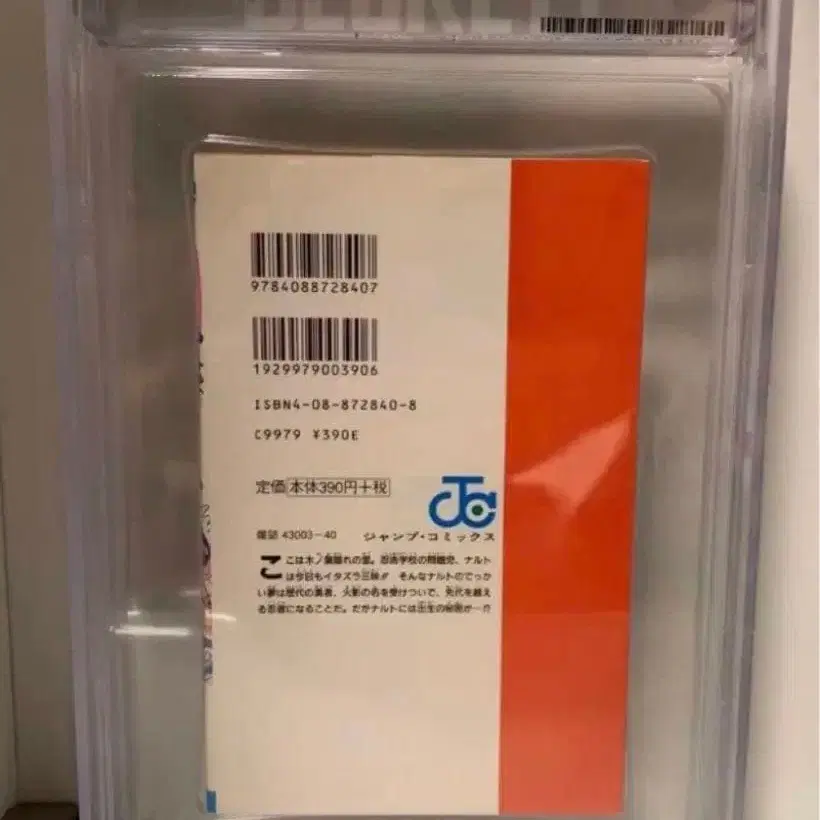 BECKETT
9784088728407
1929979003906
ISBN4-08-872840-8
C9979 ¥390E
定価 本体390円+税
雑誌 43003-40
ジャンプ・コミックス
ここは木ノ葉隠れの里。忍者学校の問題児、ナルト
は今日もイタズラ三昧!! そんなナルトのでっか
い夢は歴代の勇者、火影の名を受けついで、先代を越え
る忍者になることだ。だがナルトには出生の秘密が…!?